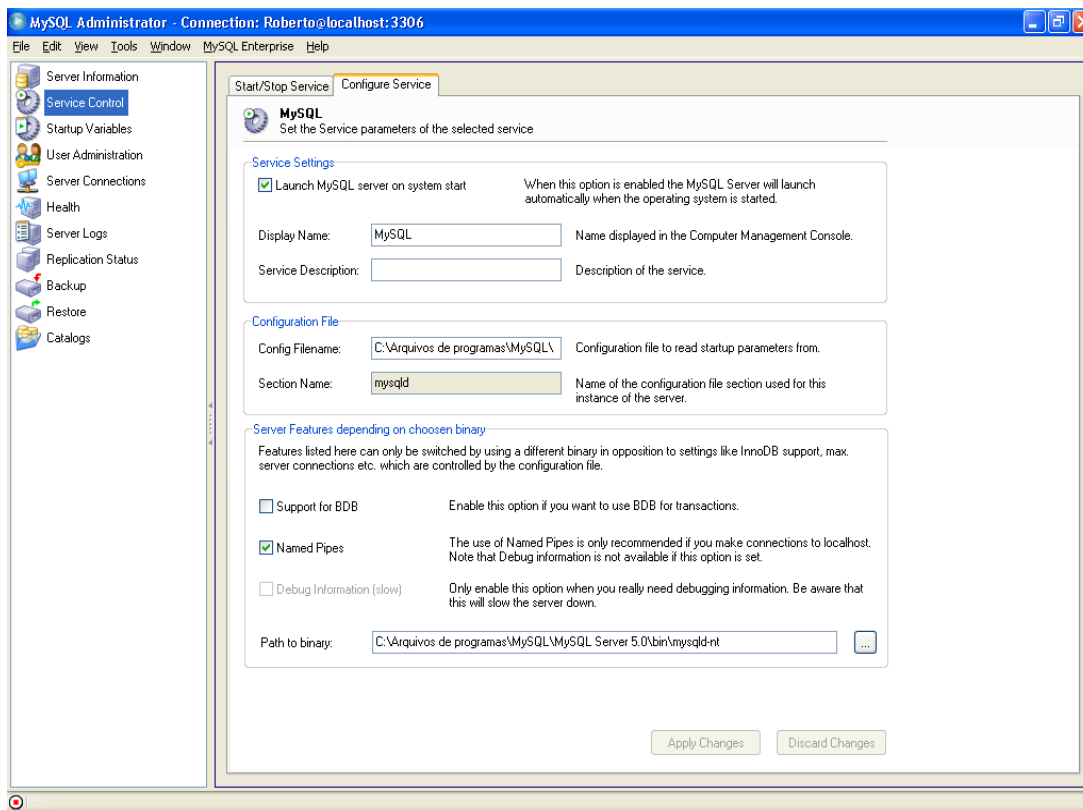 MySQL Administrator - Connection: Roberto@localhost:3306
File Edit View Tools Window MySQL Enterprise Help
Server Information
Service Control
Startup Variables
User Administration
Server Connections
Health
Server Logs
Replication Status
Backup
Restore
Catalogs
Start/Stop Service Configure Service
MySQL
Set the Service parameters of the selected service
Service Settings
Launch MySQL server on system start
When this option is enabled the MySQL Server will launch
automatically when the operating system is started.
Display Name: MySQL Name displayed in the Computer Management Console.
Service Description: Description of the service.
Configuration File
Config Filename: C:\Arquivos de programas\MySQL\ Configuration file to read startup parameters from.
Section Name: mysqld Name of the configuration file section used for this
instance of the server.
Server Features depending on choosen binary
Features listed here can only be switched by using a different binary in opposition to settings like InnoDB support, max.
server connections etc. which are controlled by the configuration file.
Support for BDB Enable this option if you want to use BDB for transactions.
Named Pipes The use of Named Pipes is only recommended if you make connections to localhost.
Note that Debug information is not available if this option is set.
Debug Information (slow) Only enable this option when you really need debugging information. Be aware that
this will slow the server down.
Path to binary: C:\Arquivos de programas\MySQL\MySQL Server 5.0\bin\mysqld-nt ...
Apply Changes Discard Changes